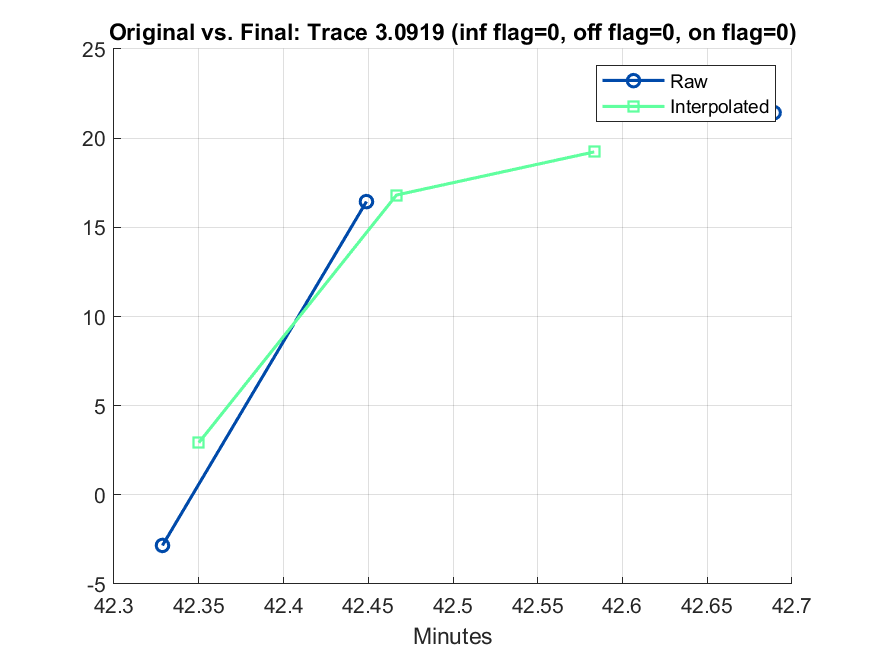 Original vs. Final: Trace 3.0919 (inf flag=0, off flag=0, on flag=0)
25
20
15
10
5
0
-5
Raw
Interpolated
42.3 42.35 42.4 42.45 42.5 42.55 42.6 42.65 42.7
Minutes